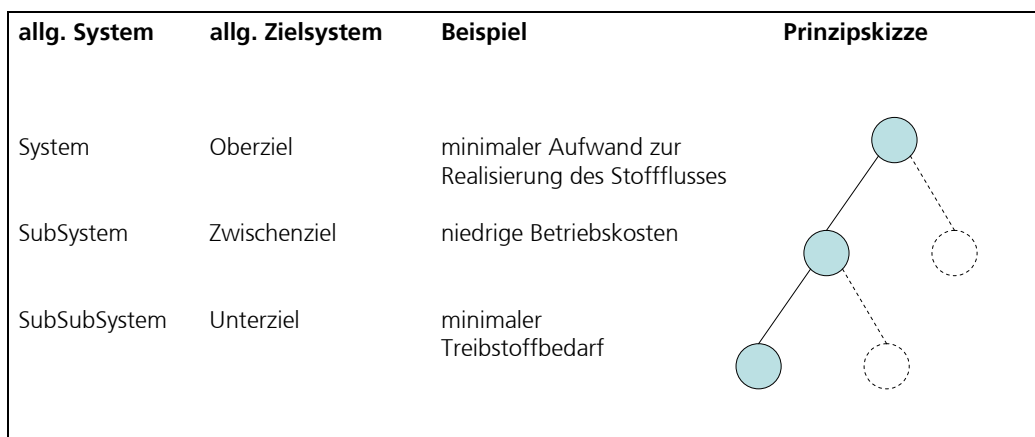 allg. System allg. Zielsystem Beispiel Prinzipskizze
System Oberziel minimaler Aufwand zur
Realisierung des Stoffflusses
SubSystem Zwischenziel niedrige Betriebskosten
SubSubSystem Unterziel minimaler
Treibstoffbedarf